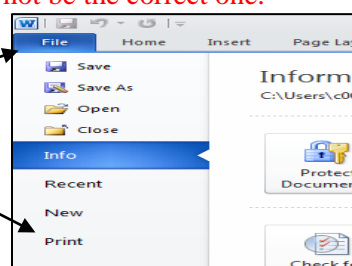 not be the correct one.
W
File Home Insert Page La
Save
Save As
Open
Close
Info
Recent
New
Print
Inform
C:\Users\c0
Protect
Documen
Check fo